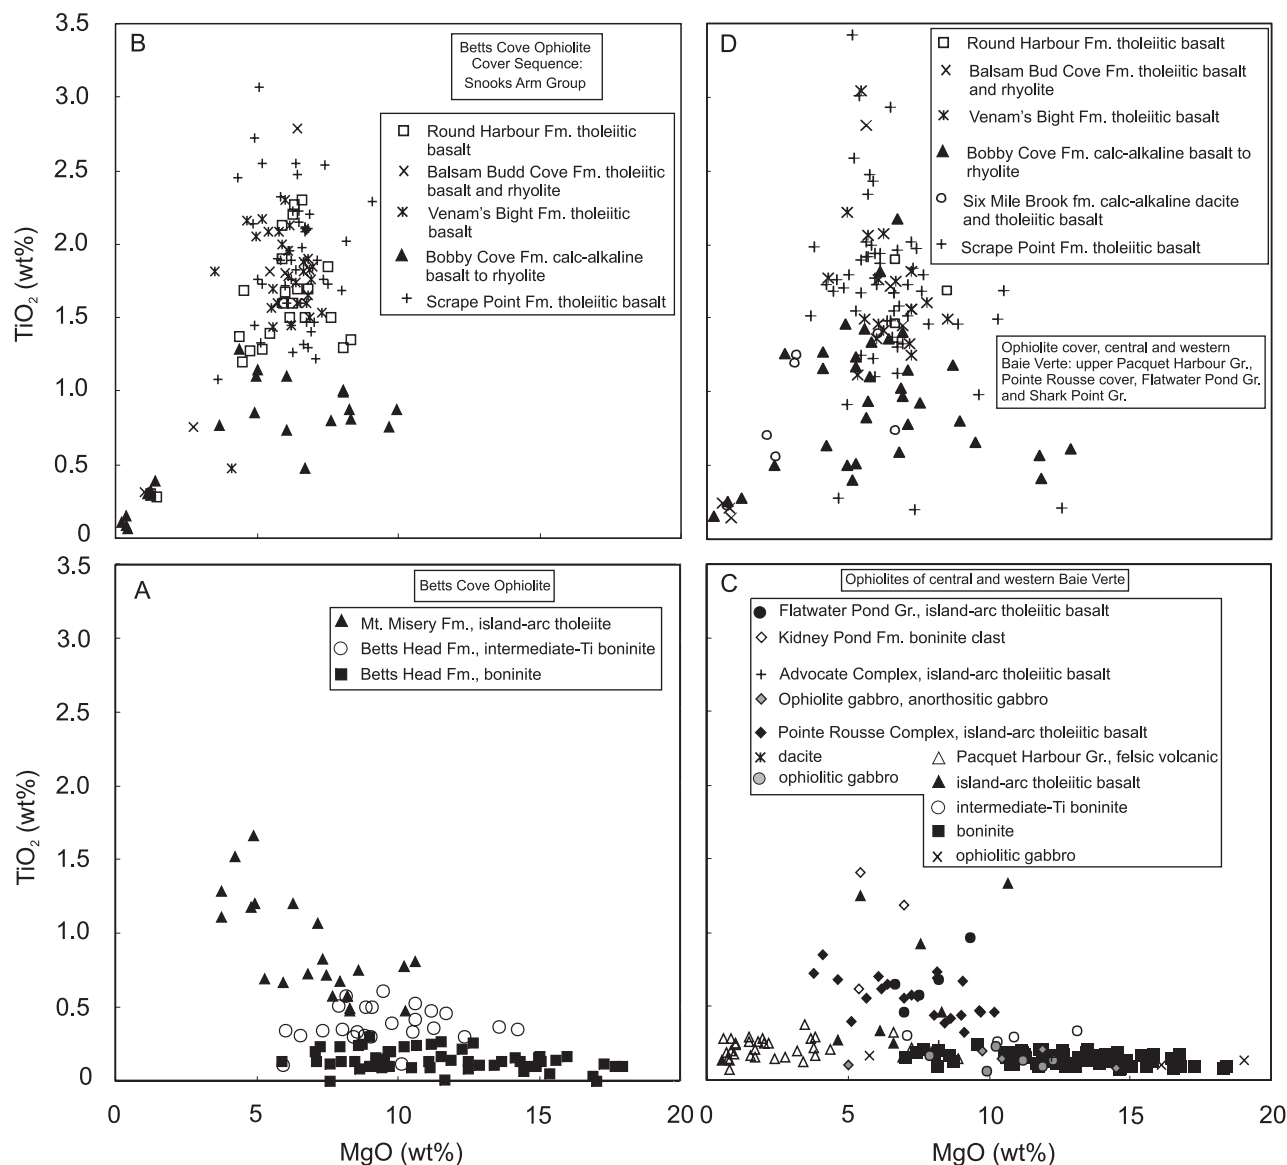 B
Betts Cove Ophiolite
Cover Sequence:
Snooks Arm Group
Round Harbour Fm. tholeiitic
basalt
Balsam Budd Cove Fm. tholeiitic
basalt and rhyolite
Venam's Bight Fm. tholeiitic
basalt
Bobby Cove Fm. calc-alkaline
basalt to rhyolite
Scrape Point Fm. tholeiitic basalt
3.5
3.0
2.5
2.0
1.5
1.0
0.5
0
TiO₂ (wt%)
0
5
10
15
20
D
Round Harbour Fm. tholeiitic basalt
Balsam Bud Cove Fm. tholeiitic basalt
and rhyolite
Venam's Bight Fm. tholeiitic basalt
Bobby Cove Fm. calc-alkaline basalt to
rhyolite
Six Mile Brook fm. calc-alkaline dacite
and tholeiitic basalt
Scrape Point Fm. tholeiitic basalt
Ophiolite cover, central and western
Baie Verte: upper Pacquet Harbour Gr.,
Pointe Rousse cover, Flatwater Pond Gr.
and Shark Point Gr.
0
5
10
15
20
A
Betts Cove Ophiolite
Mt. Misery Fm., island-arc tholeiite
Betts Head Fm., intermediate-Ti boninite
Betts Head Fm., boninite
3.5
3.0
2.5
2.0
1.5
1.0
0.5
0
TiO₂ (wt%)
0
5
10
15
20
MgO (wt%)
C
Ophiolites of central and western Baie Verte
Flatwater Pond Gr., island-arc tholeiitic basalt
Kidney Pond Fm. boninite clast
Advocate Complex, island-arc tholeiitic basalt
Ophiolite gabbro, anorthositic gabbro
Pointe Rousse Complex, island-arc tholeiitic basalt
dacite
ophiolitic gabbro
Pacquet Harbour Gr., felsic volcanic
island-arc tholeiitic basalt
intermediate-Ti boninite
boninite
ophiolitic gabbro
0
5
10
15
20
MgO (wt%)